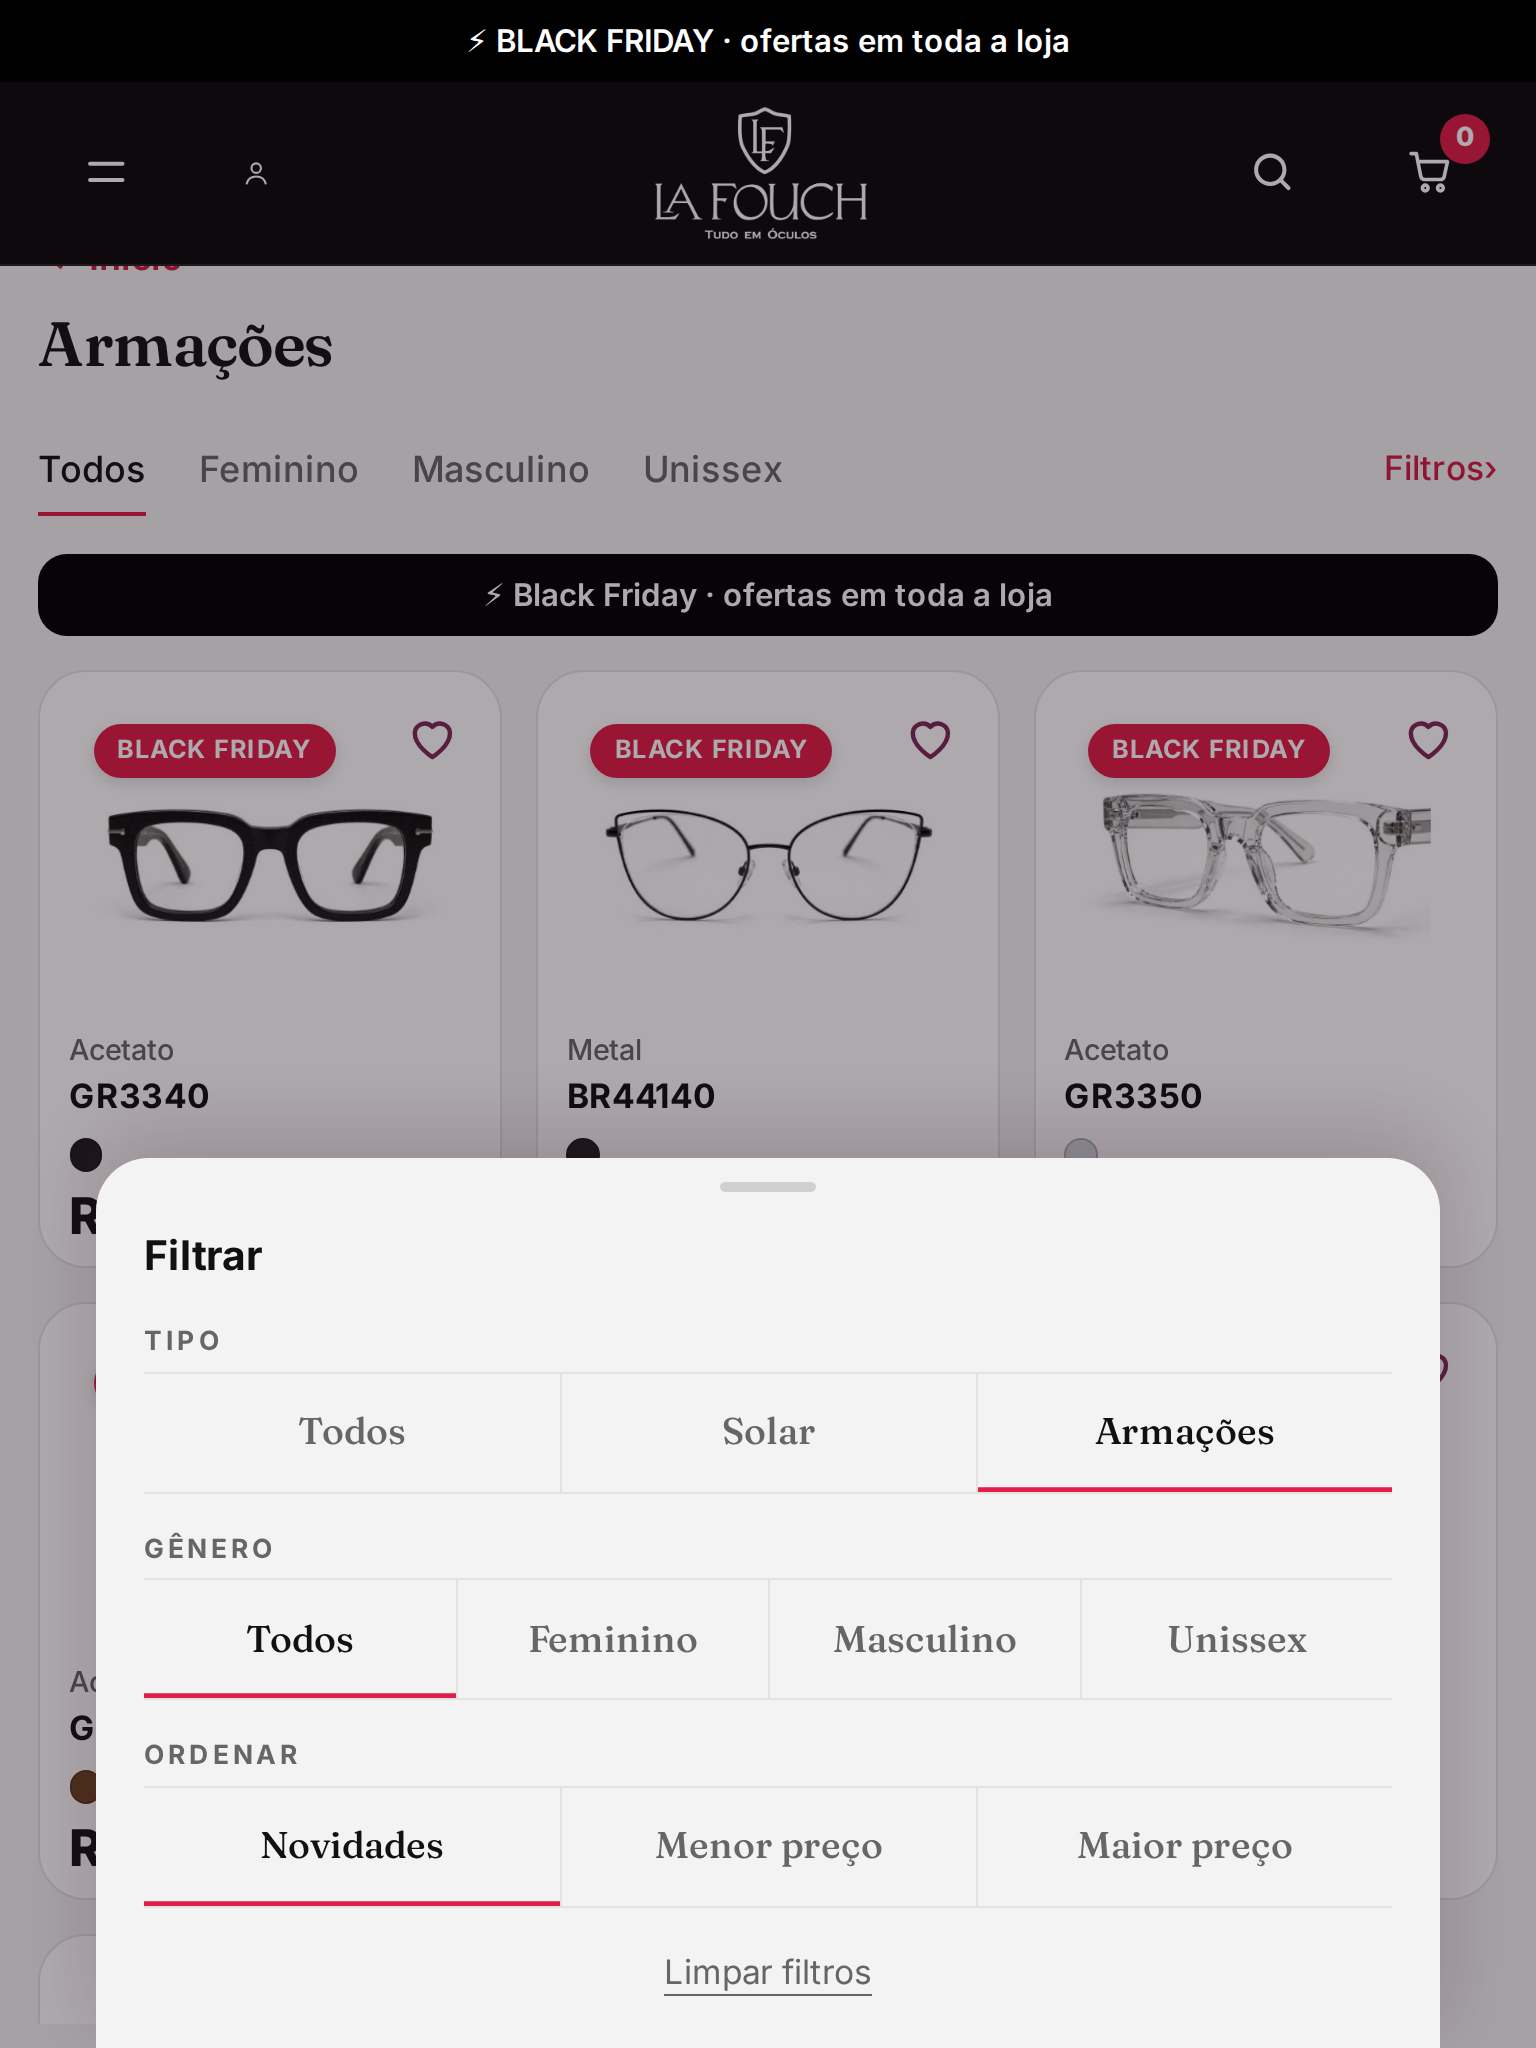 ⚡ BLACK FRIDAY · ofertas em toda a loja
0
LF
LA FOUCH
TUDO EM ÓCULOS
Armações
Todos Feminino Masculino Unissex Filtros›
⚡ Black Friday · ofertas em toda a loja
BLACK FRIDAY BLACK FRIDAY BLACK FRIDAY
Acetato Metal Acetato
GR3340 BR44140 GR3350
Filtrar
TIPO
Todos Solar Armações
GÊNERO
Todos Feminino Masculino Unissex
ORDENAR
Novidades Menor preço Maior preço
Limpar filtros